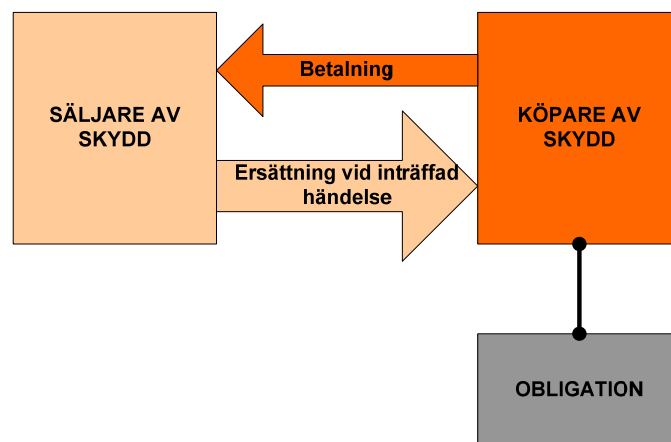 SÄLJARE AV
SKYDD
Betalning
KÖPARE AV
SKYDD
Ersättning vid inträffad
händelse
OBLIGATION